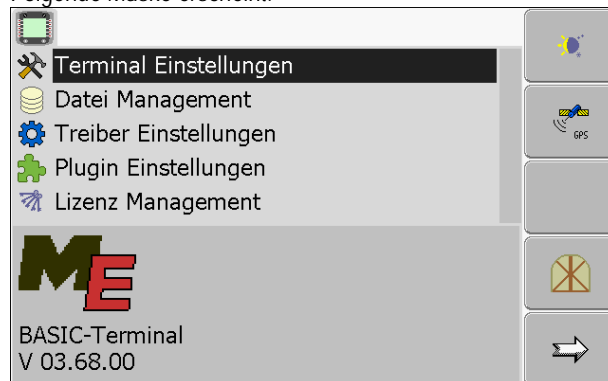 Folgende Maske erscheint:
Terminal Einstellungen
Datei Management
Treiber Einstellungen
GPS
Plugin Einstellungen
Lizenz Management
ME
BASIC-Terminal
V 03.68.00